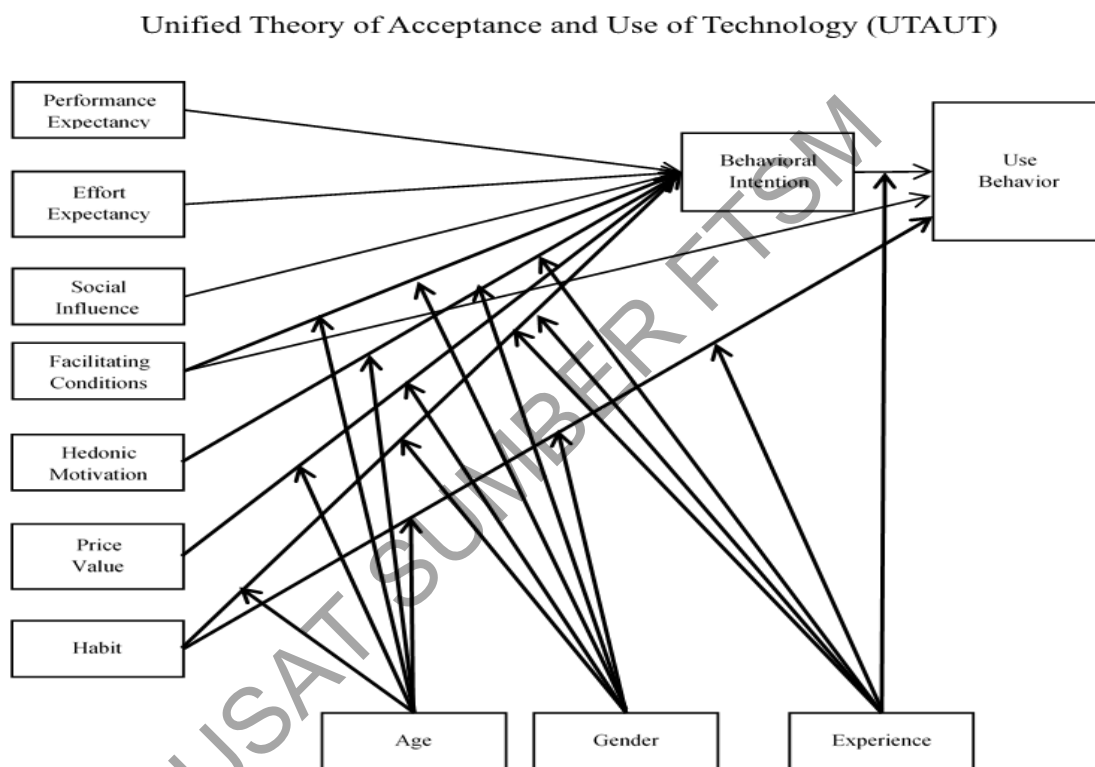 Unified Theory of Acceptance and Use of Technology (UTAUT)
Performance
Expectancy
Effort
Expectancy
Social
Influence
Facilitating
Conditions
Hedonic
Motivation
Price
Value
Habit
Behavioral
Intention
Use
Behavior
Age
Gender
Experience
USAT SUMBER FTSM